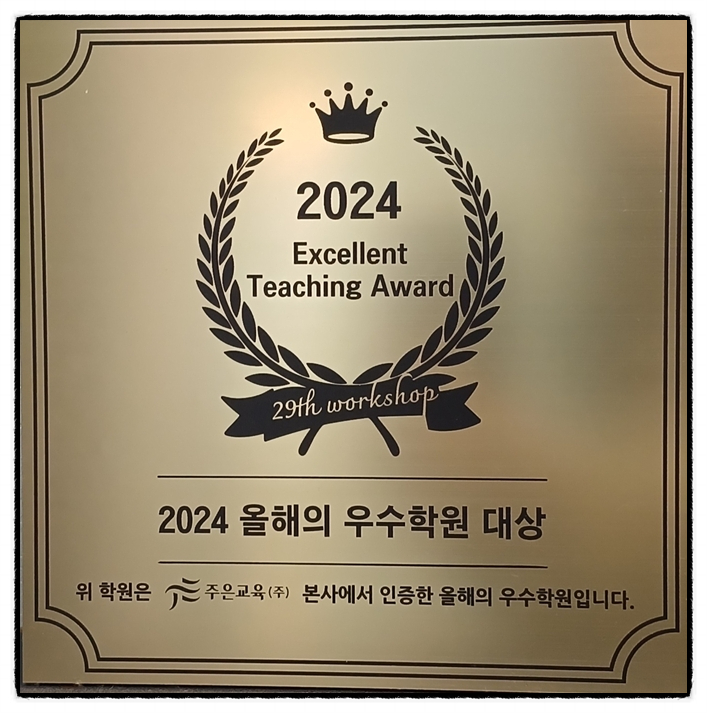 2024
Excellent
Teaching Award
29th workshop
2024 올해의 우수학원 대상
위 학원은 주은교육(주) 본사에서 인증한 올해의 우수학원입니다.